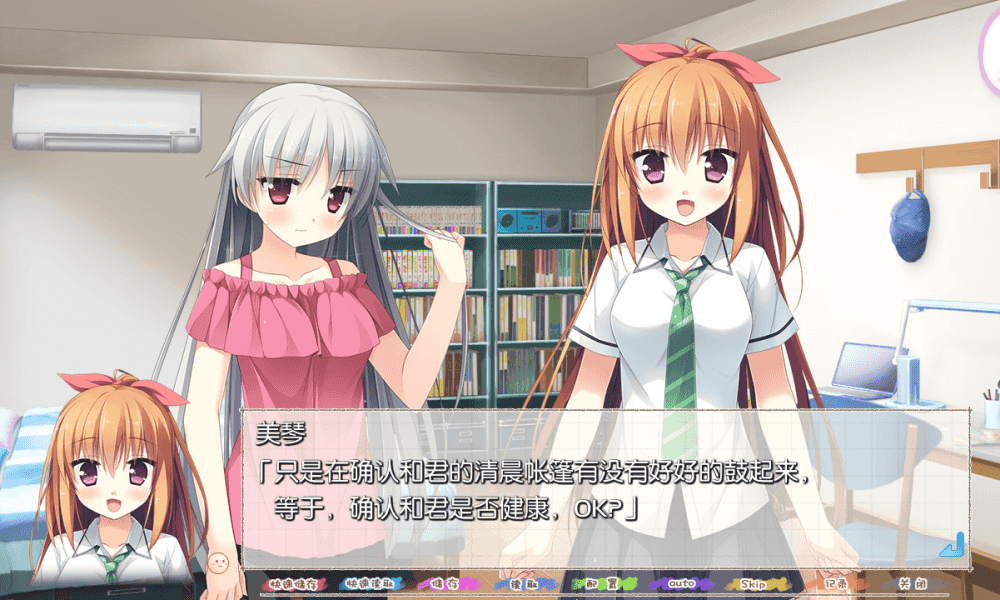 美琴
「只是在确认和君的清晨帐篷有没有好好的鼓起来，
等于，确认和君是否健康，OK?」
快速储存 快速读取 储存 读取 配置 auto Skip 记录 关闭